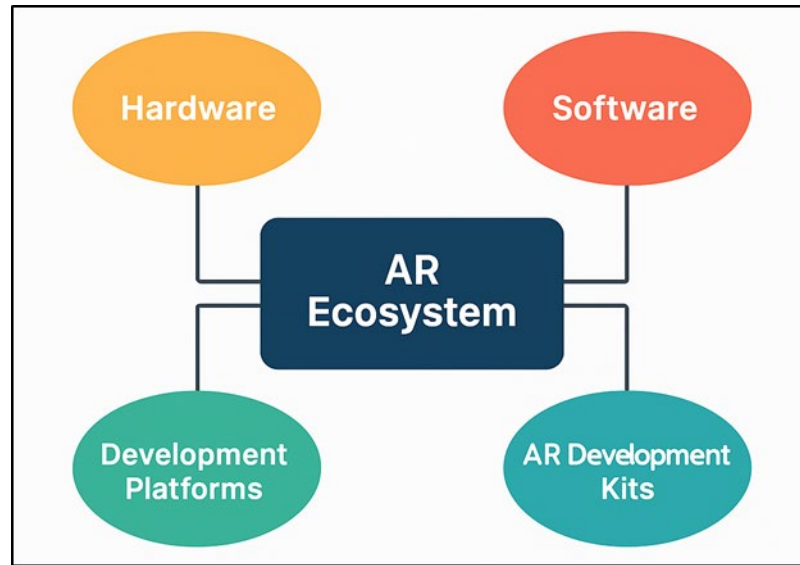 Hardware
Software
AR
Ecosystem
Development
Platforms
AR Development
Kits